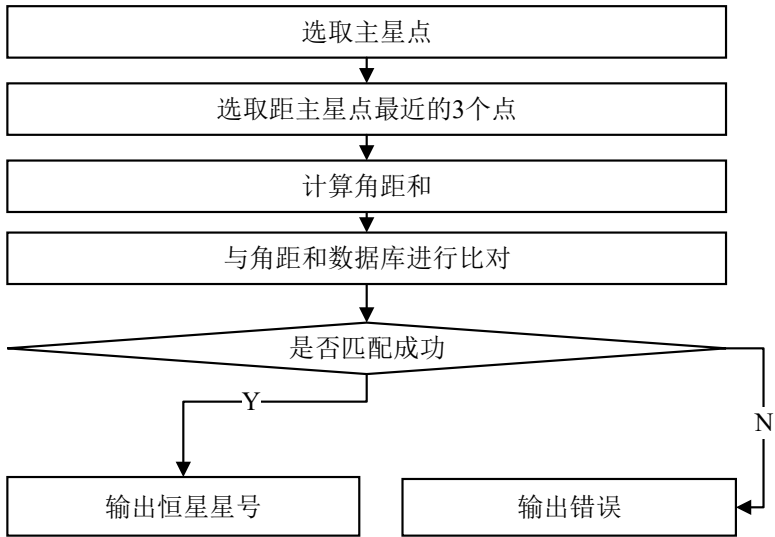 选取主星点
选取距主星点最近的3个点
计算角距和
与角距和数据库进行比对
是否匹配成功
Y
N
输出恒星星号
输出错误